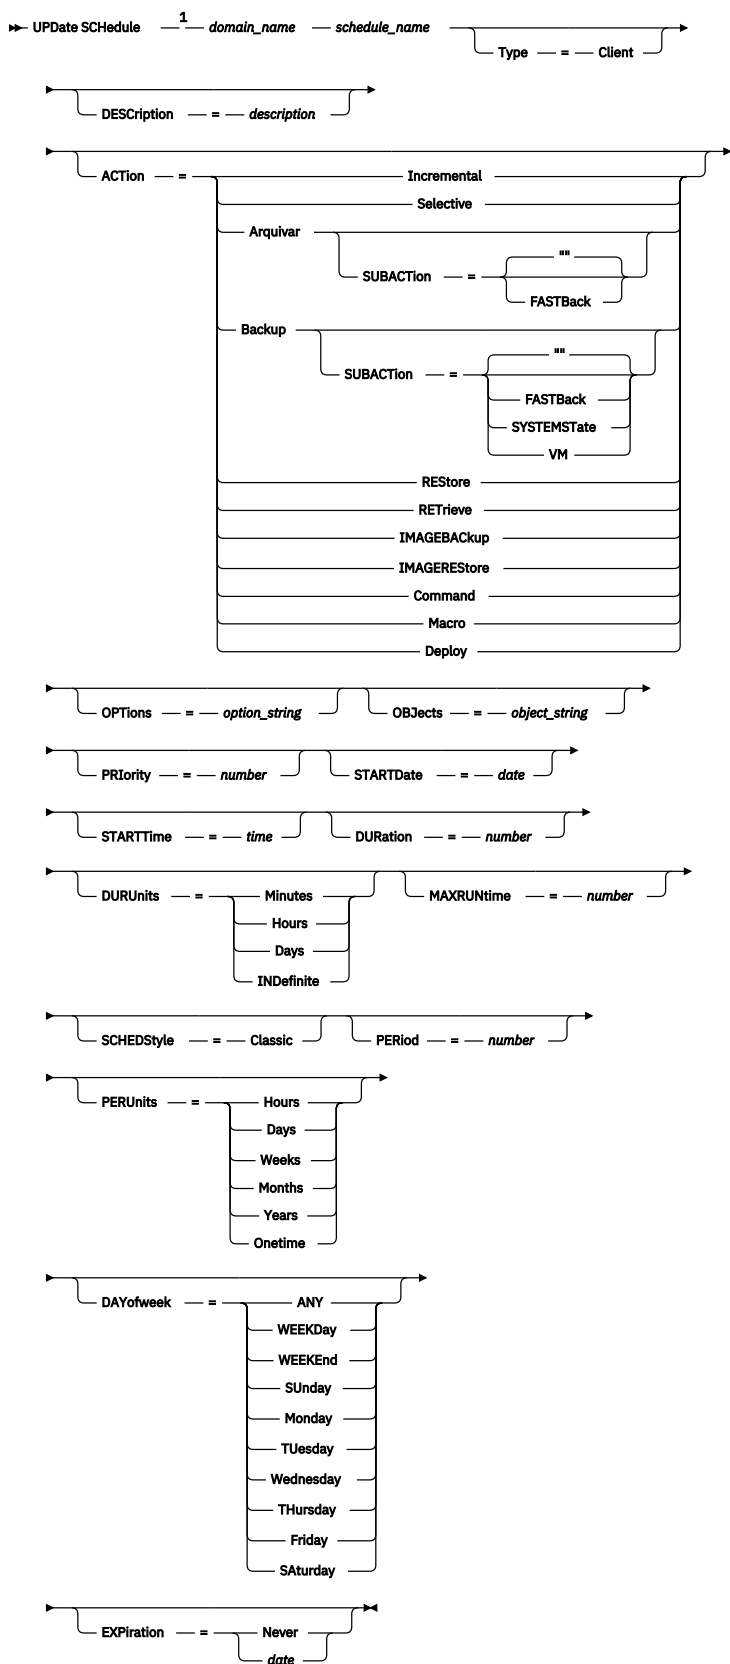 UPDate SCHedule 1 domain_name schedule_name
Type = Client
DESCription = description
ACTion = Incremental
Selective
Arquivar
""
SUBACTion =
FASTBack
Backup
""
SUBACTion =
FASTBack
SYSTEMSTate
VM
REStore
RETrieve
IMAGEBACkup
IMAGEREStore
Command
Macro
Deploy
OPTions = option_string OBJects = object_string
PRIority = number STARTDate = date
STARTTime = time DURation = number
DURUnits = Minutes MAXRUNtime = number
Hours
Days
INDefinite
SCHEDStyle = Classic PERiod = number
PERUnits = Hours
Days
Weeks
Months
Years
Onetime
DAYofweek = ANY
WEEKDay
WEEKEnd
SUnday
Monday
TUesday
Wednesday
THursday
Friday
SAturday
EXPiration = Never
date